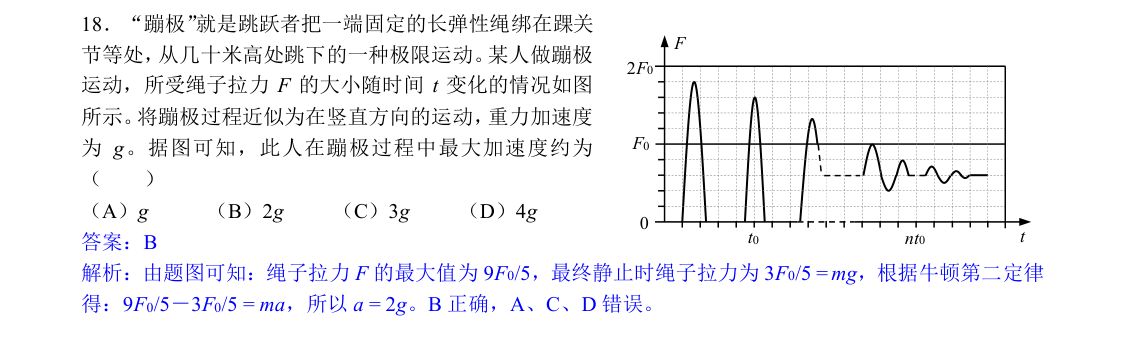 18．“蹦极”就是跳跃者把一端固定的长弹性绳绑在踝关
节等处，从几十米高处跳下的一种极限运动。某人做蹦极
运动，所受绳子拉力 F 的大小随时间 t 变化的情况如图
所示。将蹦极过程近似为在竖直方向的运动，重力加速度
为 g。据图可知，此人在蹦极过程中最大加速度约为
（　　）
（A）g　　（B）2g　　（C）3g　　（D）4g
F
2F₀
F₀
0
t₀
nt₀
t
答案：B
解析：由题图可知：绳子拉力 F 的最大值为 9F₀/5，最终静止时绳子拉力为 3F₀/5 = mg，根据牛顿第二定律
得：9F₀/5－3F₀/5 = ma，所以 a = 2g。B 正确，A、C、D 错误。